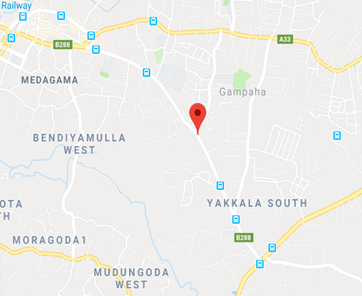 Railway
B288
A33
MEDAGAMA
Gampaha
BENDIYAMULLA
WEST
YAKKALA SOUTH
OTA
TH
B288
MORAGODA1
MUDUNGODA
WEST